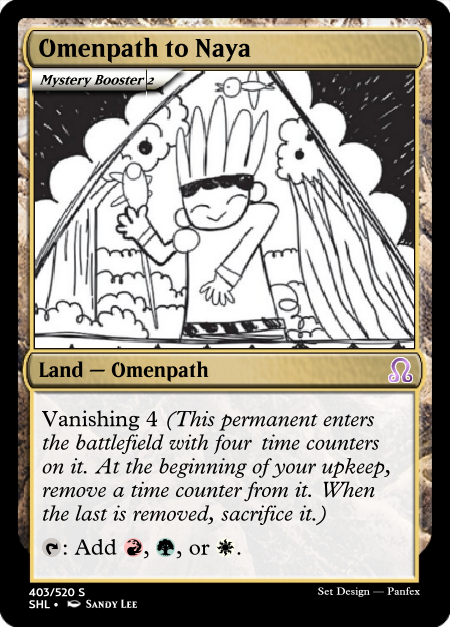 Omenpath to Naya
Mystery Booster 2
Land — Omenpath
Vanishing 4 (This permanent enters
the battlefield with four time counters
on it. At the beginning of your upkeep,
remove a time counter from it. When
the last is removed, sacrifice it.)
: Add , , or .
403/520 S
Set Design — Panfex
SHL • Sandy Lee